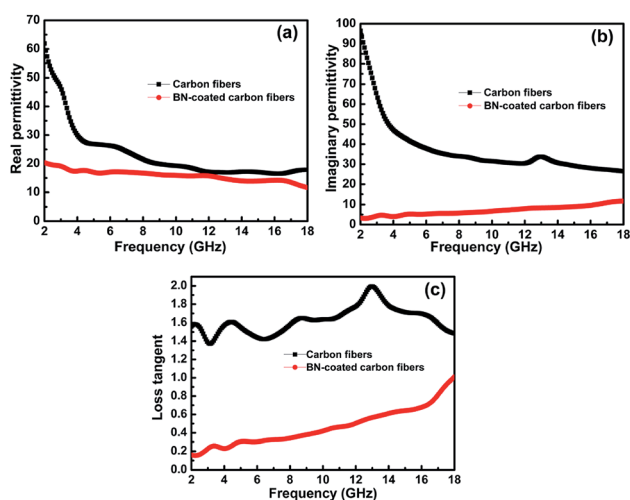 (a)
Real permittivity
70
60
50
40
30
20
10
0
Carbon fibers
BN-coated carbon fibers
2 4 6 8 10 12 14 16 18
Frequency (GHz)
(b)
Imaginary permittivity
100
90
80
70
60
50
40
30
20
10
0
Carbon fibers
BN-coated carbon fibers
2 4 6 8 10 12 14 16 18
Frequency (GHz)
(c)
Loss tangent
2.0
1.8
1.6
1.4
1.2
1.0
0.8
0.6
0.4
0.2
0.0
Carbon fibers
BN-coated carbon fibers
2 4 6 8 10 12 14 16 18
Frequency (GHz)